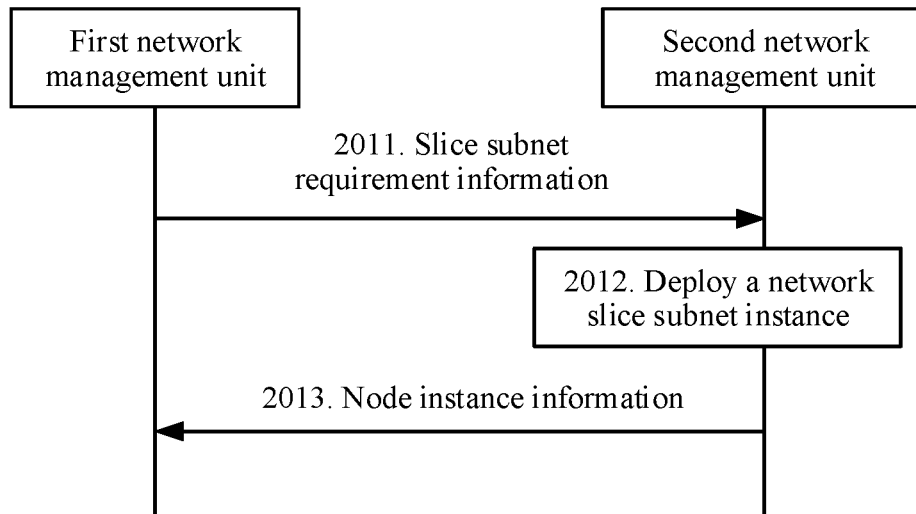 First network
management unit
Second network
management unit
2011. Slice subnet
requirement information
2012. Deploy a network
slice subnet instance
2013. Node instance information